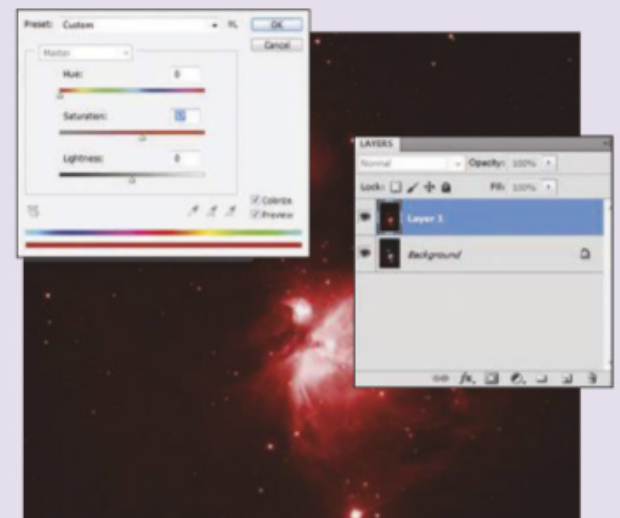 Preset: Custom
OK
Cancel
Master
Hue: 0
Saturation:
Lightness: 0
Colorize
Preview
LAYERS
Normal
Opacity: 100%
Lock:
Fill: 100%
Layer 1
Background
fx.